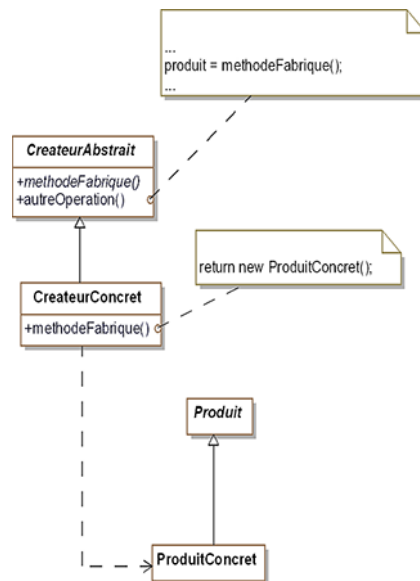 ...
produit = methodeFabrique();
...
CreateurAbstrait
+methodeFabrique()
+autreOperation()
return new ProduitConcret();
CreateurConcret
+methodeFabrique()
Produit
ProduitConcret